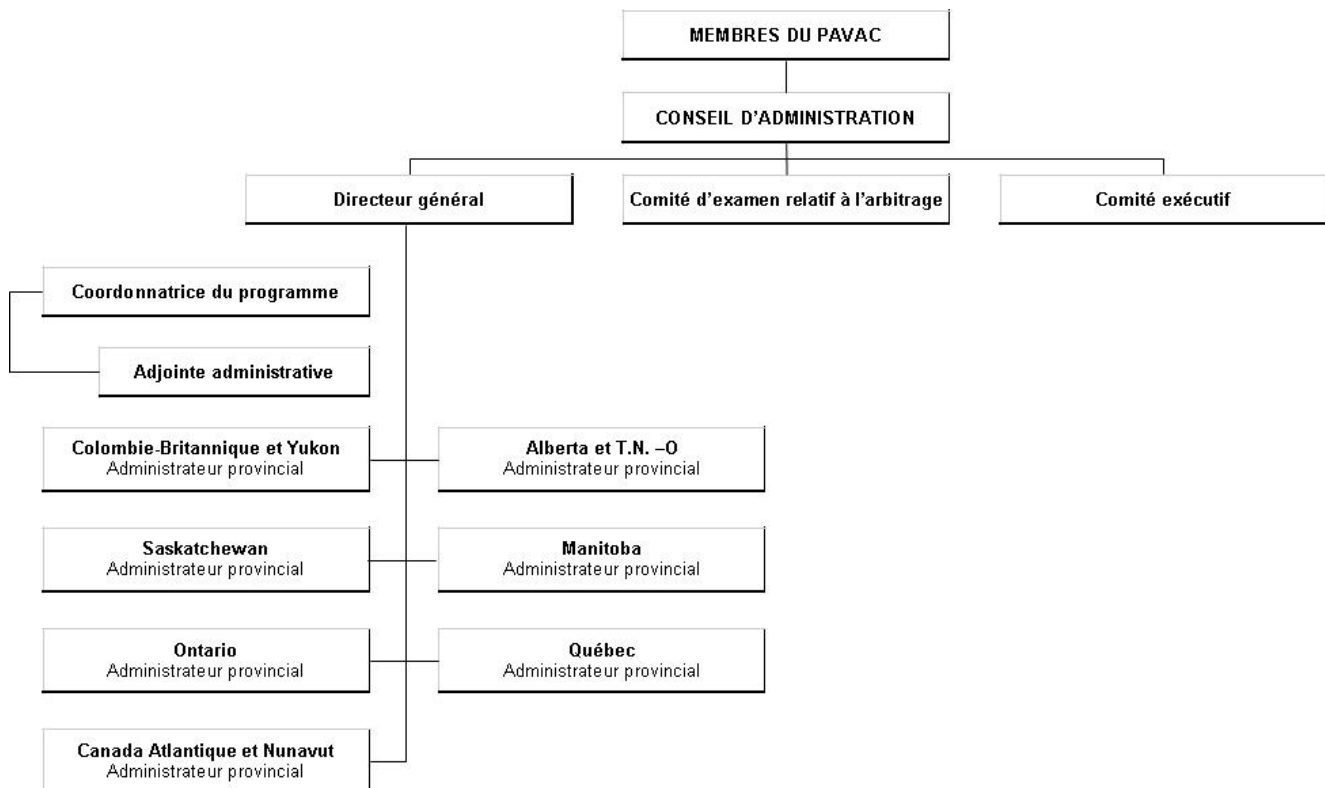 MEMBRES DU PAVAC
CONSEIL D’ADMINISTRATION
Directeur général
Comité d’examen relatif à l’arbitrage
Comité exécutif
Coordonnatrice du programme
Adjointe administrative
Colombie-Britannique et Yukon
Administrateur provincial
Alberta et T.N. –O
Administrateur provincial
Saskatchewan
Administrateur provincial
Manitoba
Administrateur provincial
Ontario
Administrateur provincial
Québec
Administrateur provincial
Canada Atlantique et Nunavut
Administrateur provincial